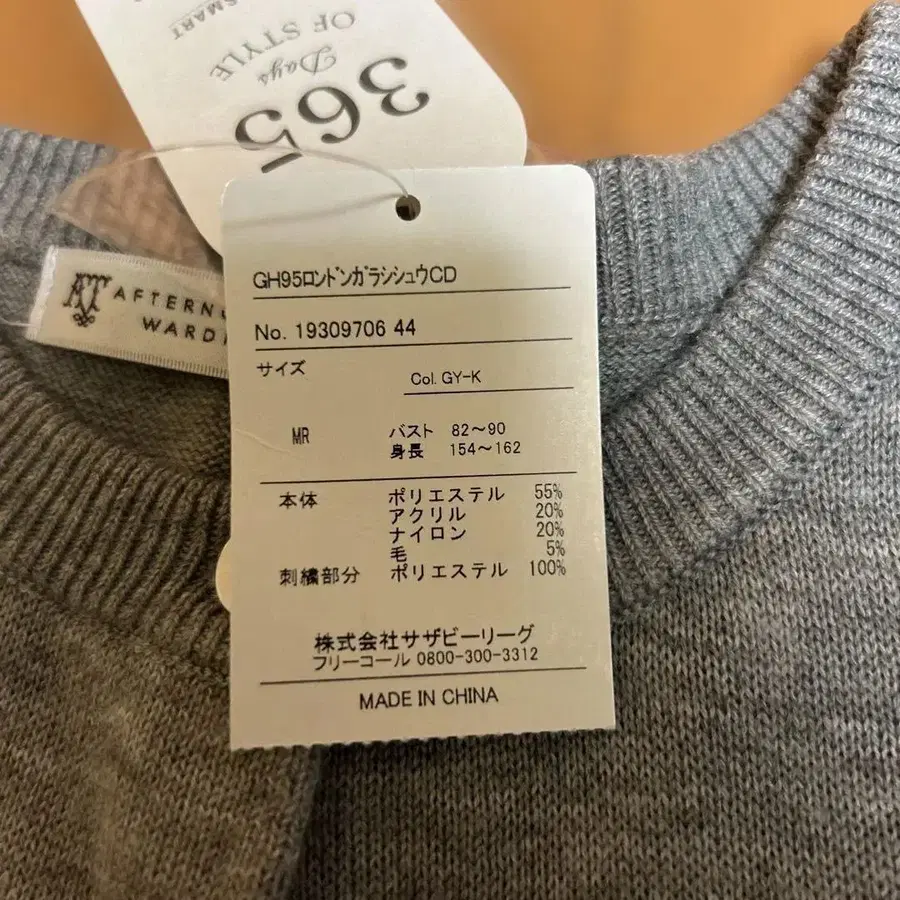 SMART
OF STYLE
Days
365
AFTERN
WARD
GH95ﾛﾝﾄﾞﾝｶﾞﾗｼｼｭｳCD
No. 19309706 44
サイズ
Col. GY-K
MR バスト 82～90
身長 154～162
本体 ポリエステル 55%
アクリル 20%
ナイロン 20%
毛 5%
刺繍部分 ポリエステル 100%
株式会社サザビーリーグ
フリーコール 0800-300-3312
MADE IN CHINA